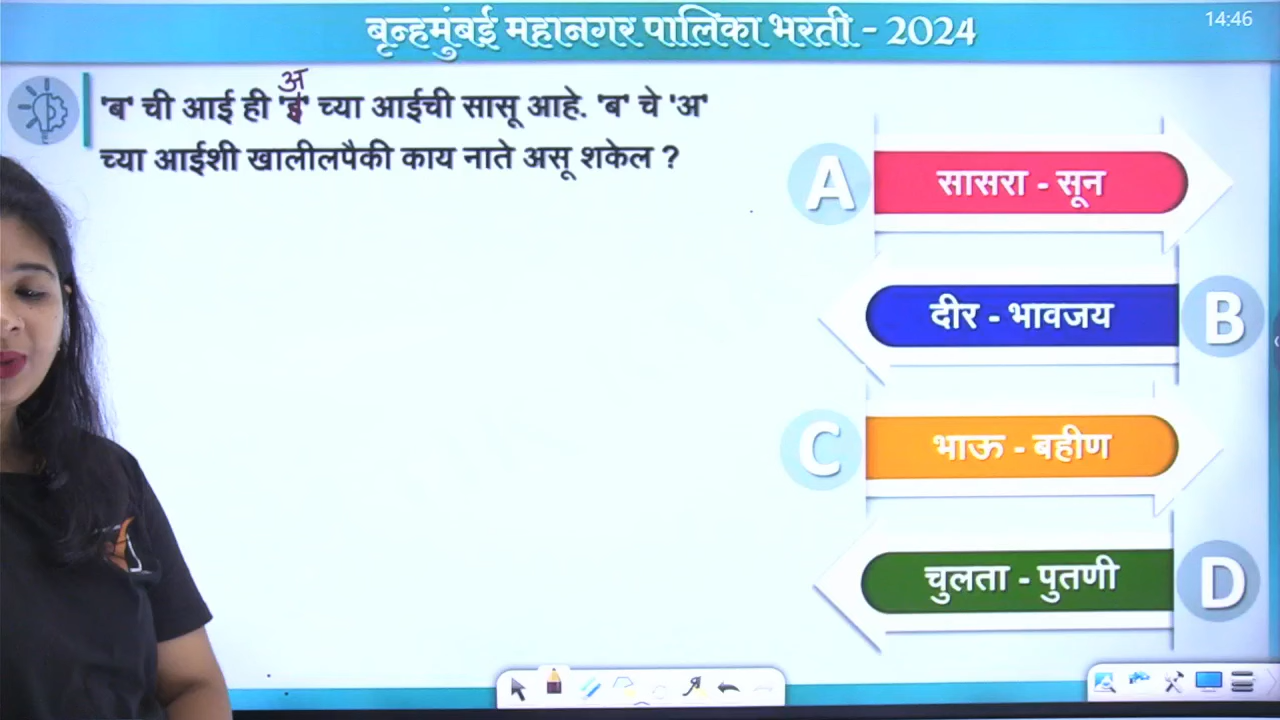 बृन्हमुंबई महानगर पालिका भरती - 2024
14:46
अ
'ब' ची आई ही 'इ' च्या आईची सासू आहे. 'ब' चे 'अ'
च्या आईशी खालीलपैकी काय नाते असू शकेल ?
A सासरा - सून
दीर - भावजय B
C भाऊ - बहीण
चुलता - पुतणी D